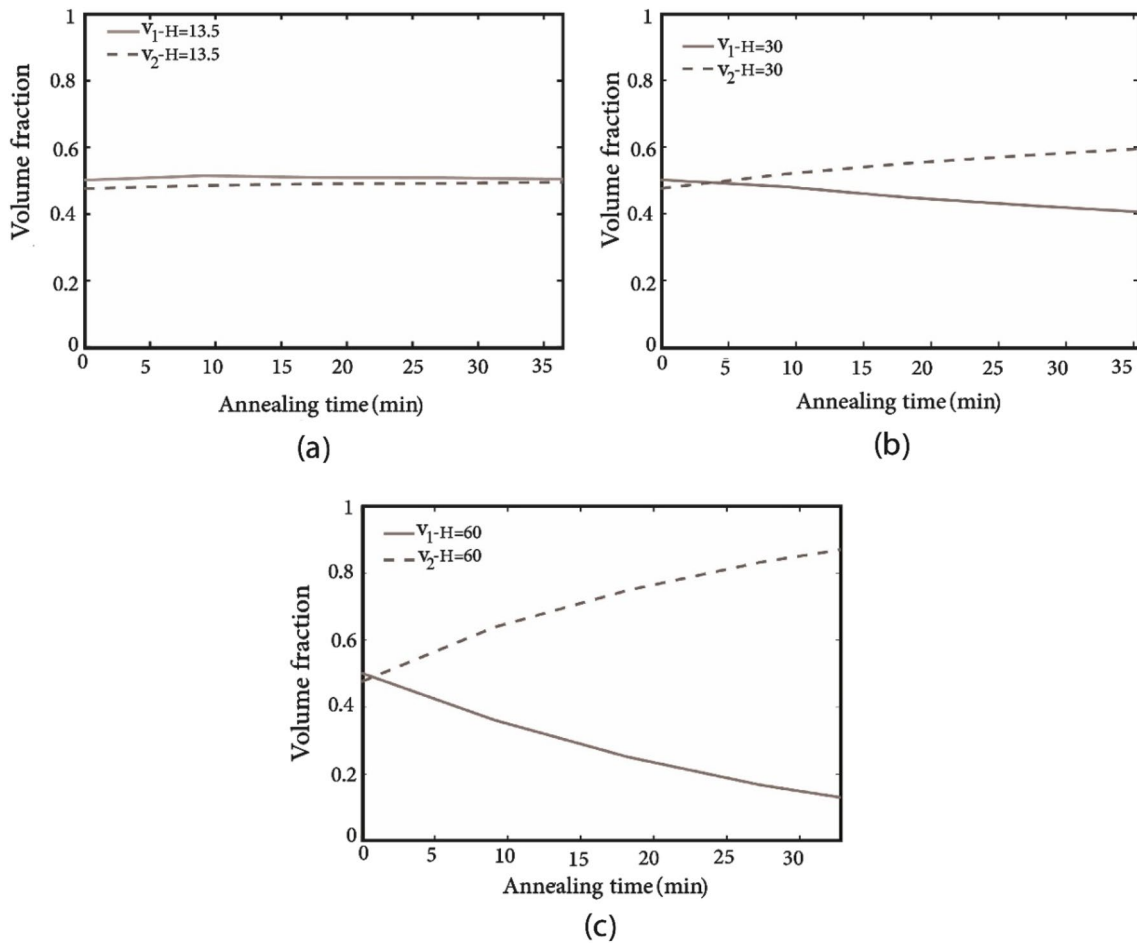 1
v1-H=13.5
v2-H=13.5
0.8
0.6
0.4
0.2
0
Volume fraction
0 5 10 15 20 25 30 35
Annealing time (min)
(a)
1
v1-H=30
v2-H=30
0.8
0.6
0.4
0.2
0
Volume fraction
0 5 10 15 20 25 30 35
Annealing time (min)
(b)
1
v1-H=60
v2-H=60
0.8
0.6
0.4
0.2
0
Volume fraction
0 5 10 15 20 25 30
Annealing time (min)
(c)